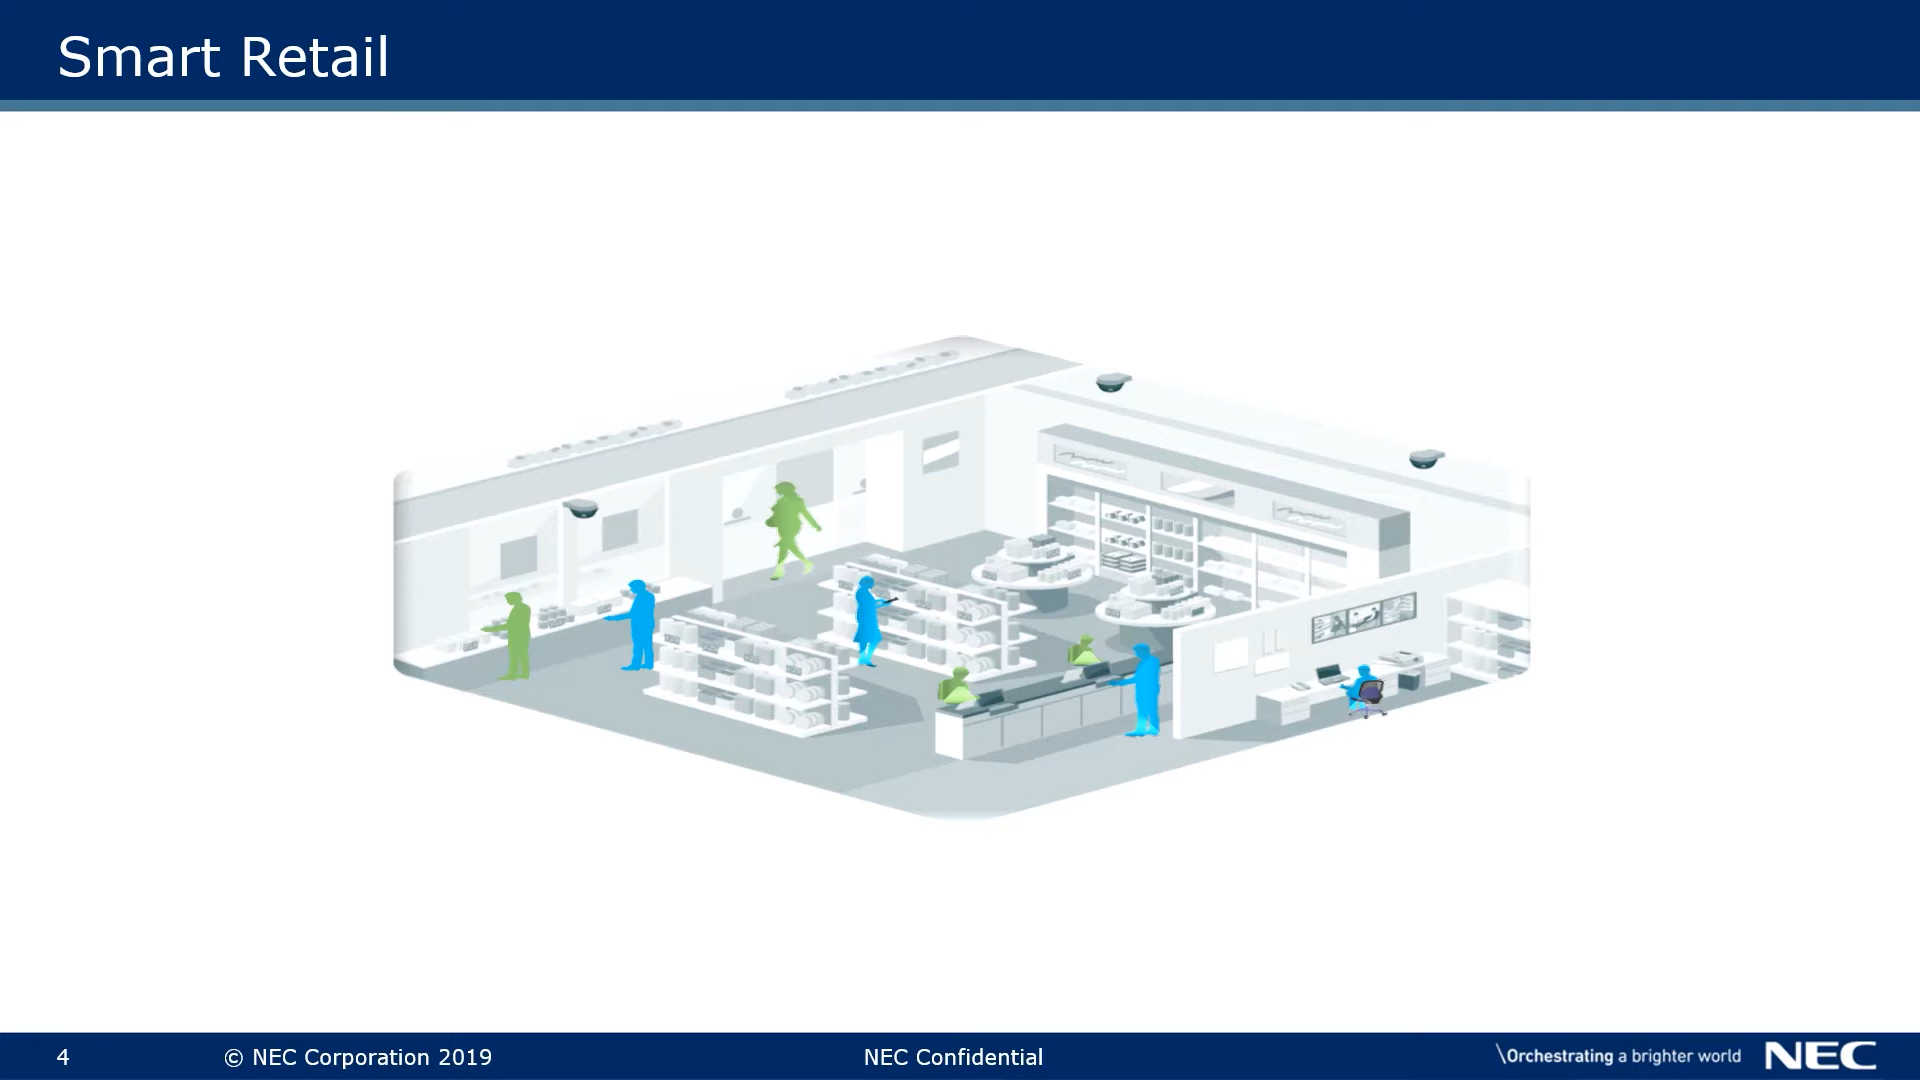 Smart Retail
4
© NEC Corporation 2019
NEC Confidential
\Orchestrating a brighter world
NEC